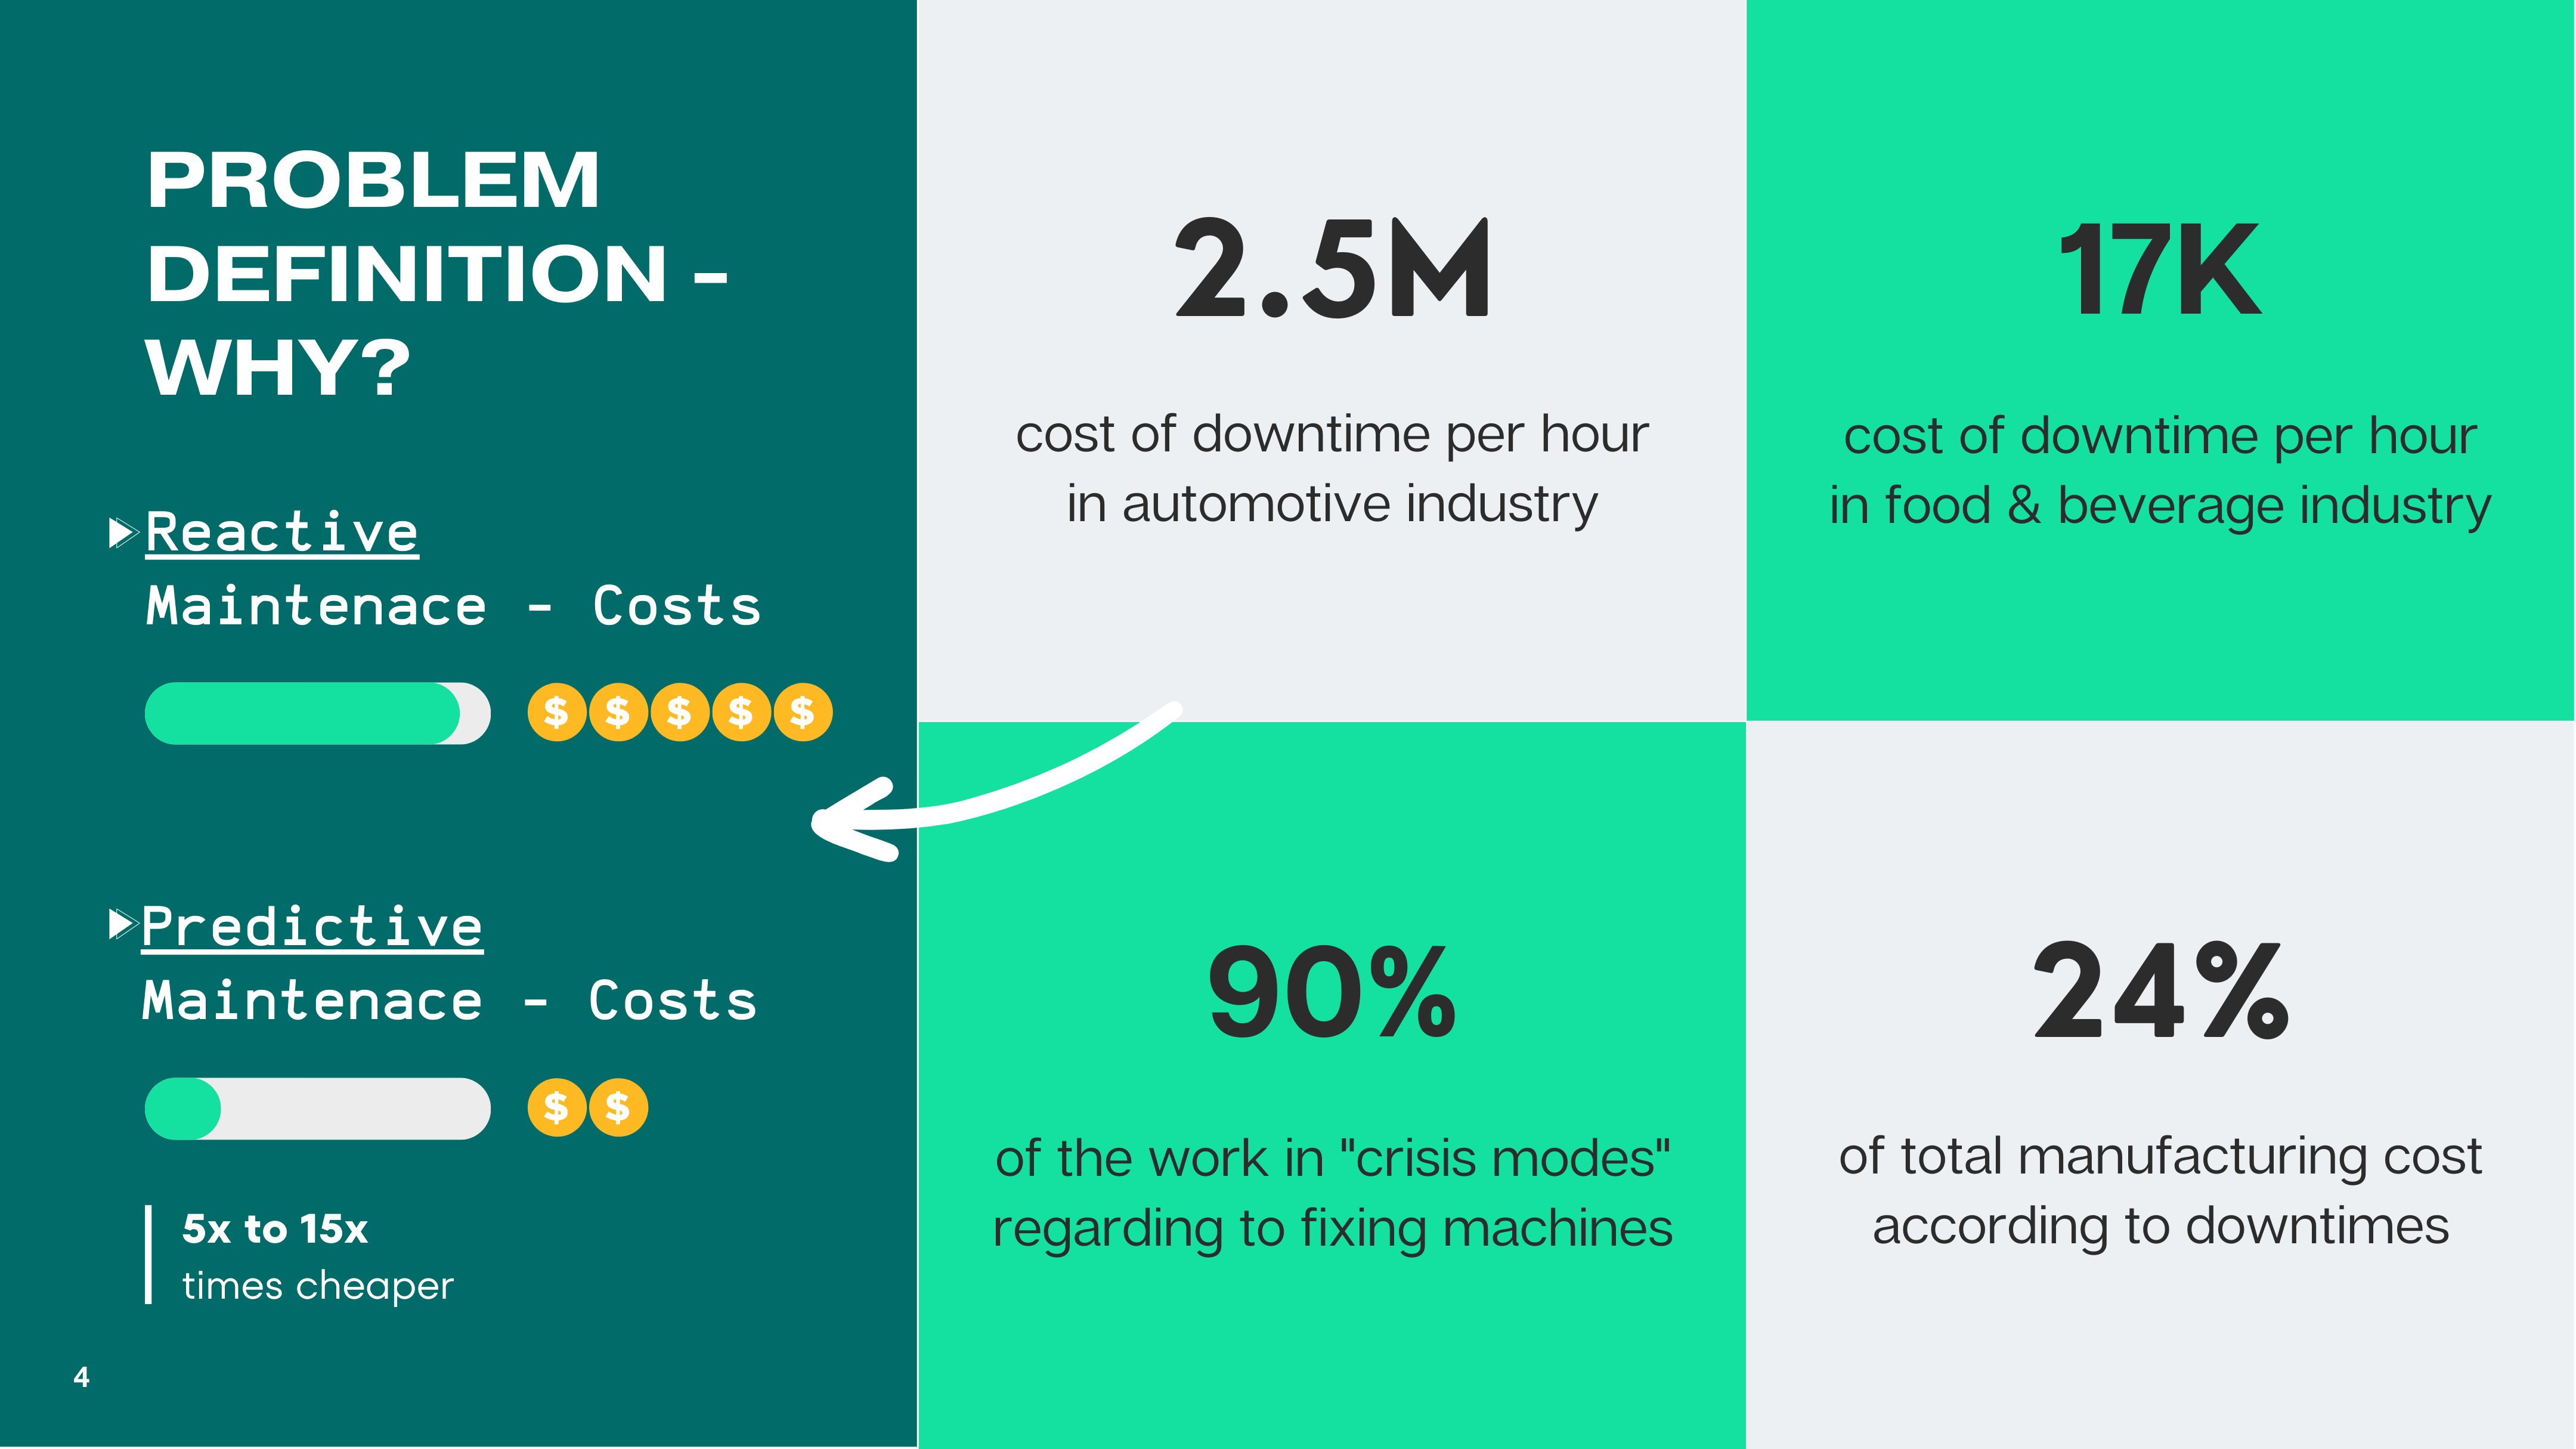 PROBLEM
DEFINITION -
WHY?
Reactive
Maintenace - Costs
$ $ $ $ $
Predictive
Maintenace - Costs
$ $
5x to 15x
times cheaper
4
2.5M
cost of downtime per hour
in automotive industry
17K
cost of downtime per hour
in food & beverage industry
90%
of the work in "crisis modes"
regarding to fixing machines
24%
of total manufacturing cost
according to downtimes